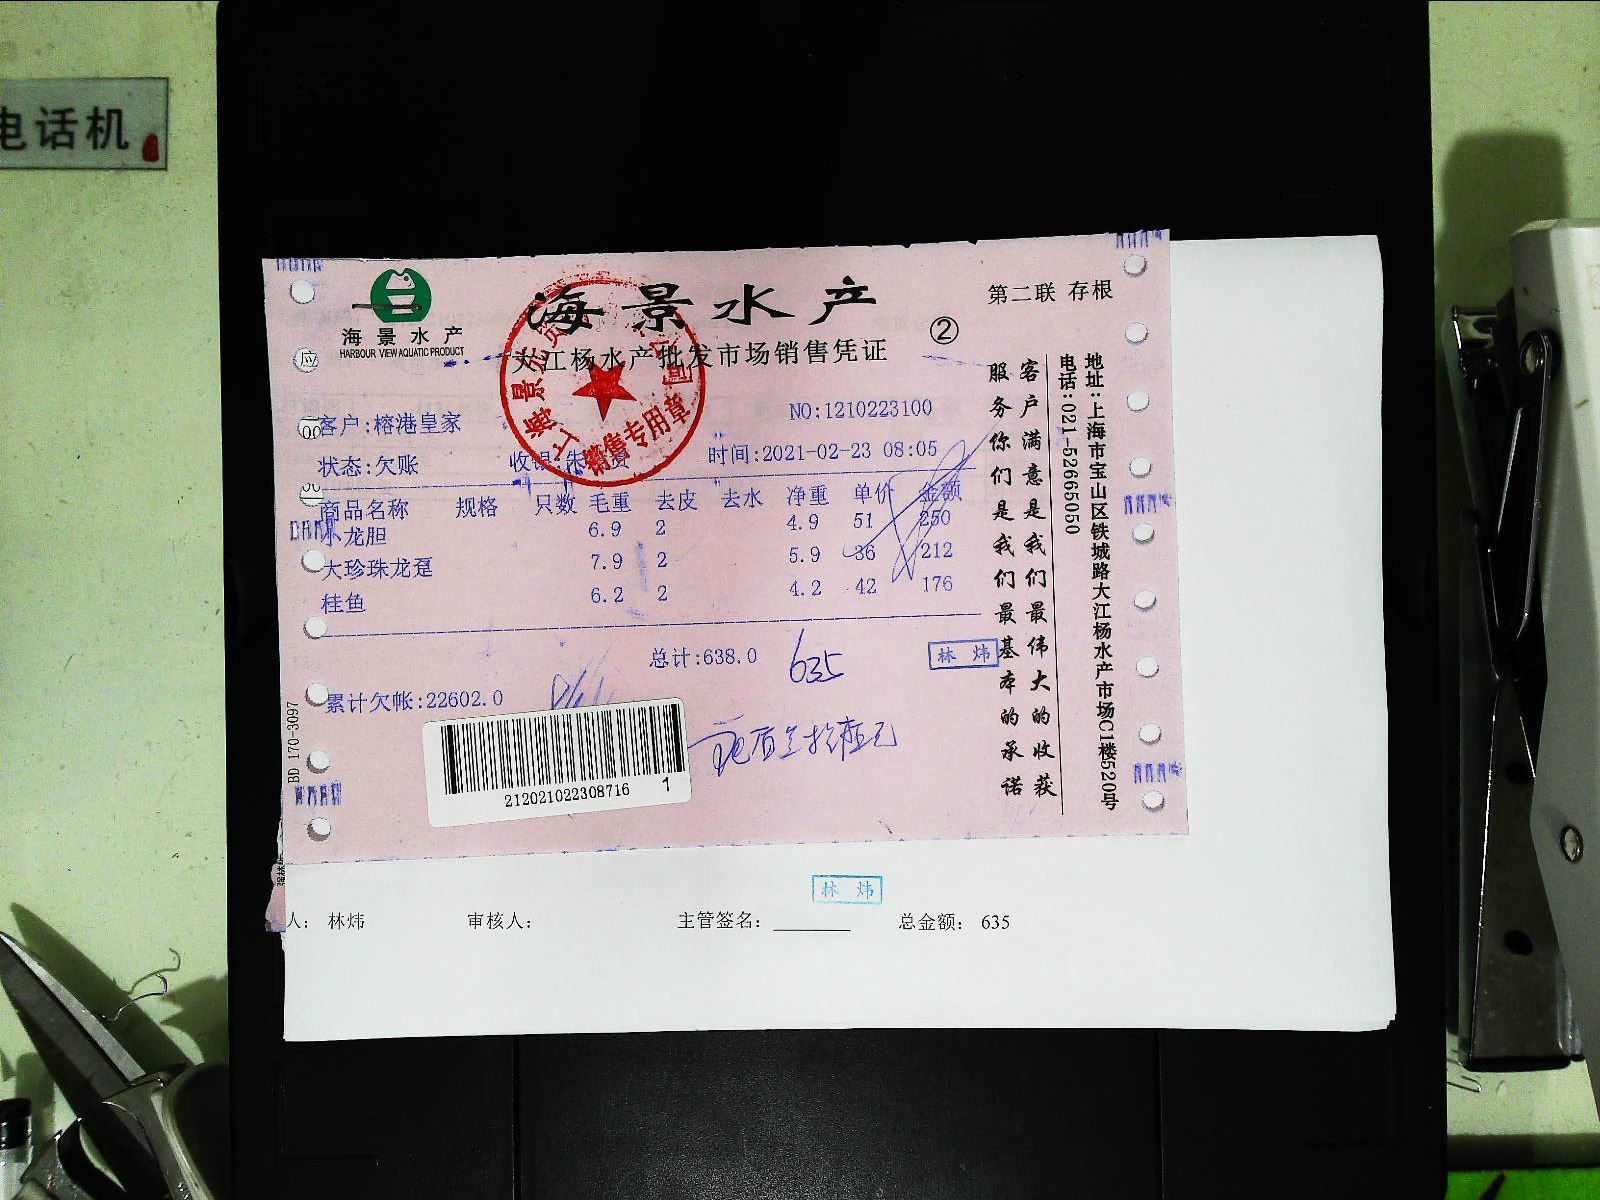 电话机
海景水产
HARBOUR VIEW AQUATIC PRODUCT
海景水产
②
第二联 存根
大江杨水产批发市场销售凭证
销售专用章
应
客户:榕港皇家
NO:1210223100
状态:欠账
收银
时间:2021-02-23 08:05
商品名称 规格 只数 毛重 去皮 去水 净重 单价 金额
小龙胆 6.9 2 4.9 51 250
大珍珠龙趸 7.9 2 5.9 36 212
桂鱼 6.2 2 4.2 42 176
总计:638.0
635
林炜
累计欠帐:22602.0
212021022308716 1
BD 170-3097
客户满意是我们最伟大的收获
服务你们是我们最基本的承诺
地址:上海市宝山区铁城路大江杨水产市场C1楼520号
电话:021-52665050
林炜
人: 林炜 审核人: 主管签名: 总金额: 635